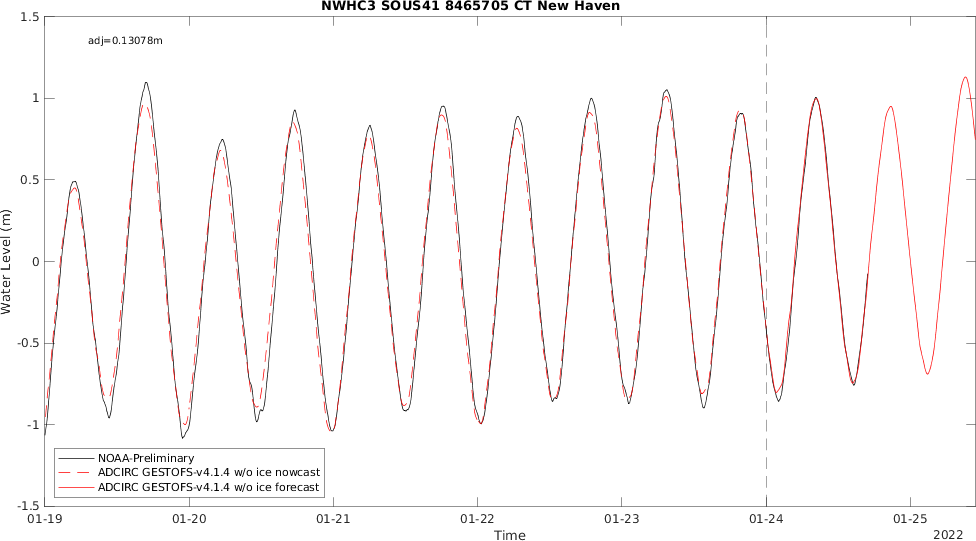 NWHC3 SOUS41 8465705 CT New Haven
adj=0.13078m
1.5
1
0.5
0
-0.5
-1
-1.5
Water Level (m)
NOAA-Preliminary
ADCIRC GESTOFS-v4.1.4 w/o ice nowcast
ADCIRC GESTOFS-v4.1.4 w/o ice forecast
01-19 01-20 01-21 01-22 01-23 01-24 01-25
Time
2022